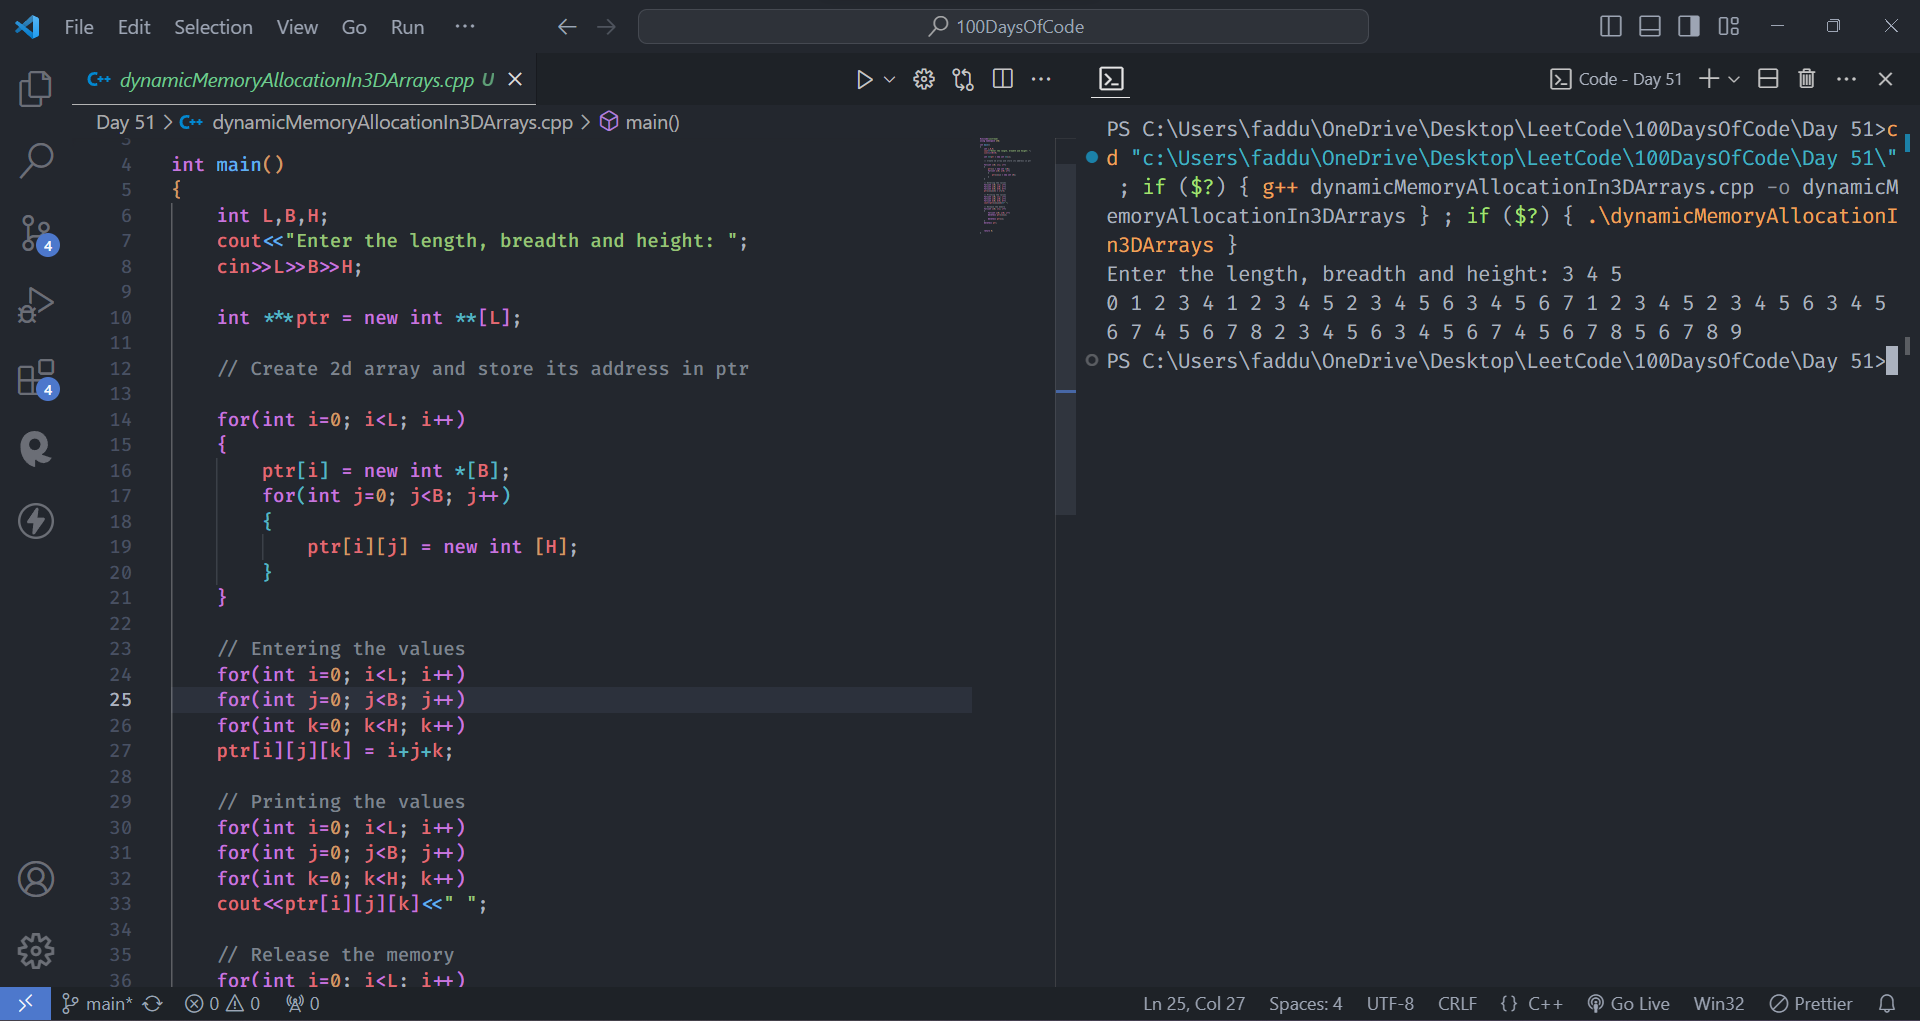 File Edit Selection View Go Run ··· 100DaysOfCode
C++ dynamicMemoryAllocationIn3DArrays.cpp U
Day 51 > C++ dynamicMemoryAllocationIn3DArrays.cpp > main()
3
4 int main()
5 {
6 int L,B,H;
7 cout<<"Enter the length, breadth and height: ";
8 cin>>L>>B>>H;
9
10 int ***ptr = new int **[L];
11
12 // Create 2d array and store its address in ptr
13
14 for(int i=0; i<L; i++)
15 {
16 ptr[i] = new int *[B];
17 for(int j=0; j<B; j++)
18 {
19 ptr[i][j] = new int [H];
20 }
21 }
22
23 // Entering the values
24 for(int i=0; i<L; i++)
25 for(int j=0; j<B; j++)
26 for(int k=0; k<H; k++)
27 ptr[i][j][k] = i+j+k;
28
29 // Printing the values
30 for(int i=0; i<L; i++)
31 for(int j=0; j<B; j++)
32 for(int k=0; k<H; k++)
33 cout<<ptr[i][j][k]<<" ";
34
35 // Release the memory
36 for(int i=0; i<L; i++)
4
4
Code - Day 51
PS C:\Users\faddu\OneDrive\Desktop\LeetCode\100DaysOfCode\Day 51>c
d "c:\Users\faddu\OneDrive\Desktop\LeetCode\100DaysOfCode\Day 51\"
; if ($?) { g++ dynamicMemoryAllocationIn3DArrays.cpp -o dynamicM
emoryAllocationIn3DArrays } ; if ($?) { .\dynamicMemoryAllocationI
n3DArrays }
Enter the length, breadth and height: 3 4 5
0 1 2 3 4 1 2 3 4 5 2 3 4 5 6 3 4 5 6 7 1 2 3 4 5 2 3 4 5 6 3 4 5
6 7 4 5 6 7 8 2 3 4 5 6 3 4 5 6 7 4 5 6 7 8 5 6 7 8 9
PS C:\Users\faddu\OneDrive\Desktop\LeetCode\100DaysOfCode\Day 51>
main* 0 0 0 Ln 25, Col 27 Spaces: 4 UTF-8 CRLF {} C++ Go Live Win32 Prettier